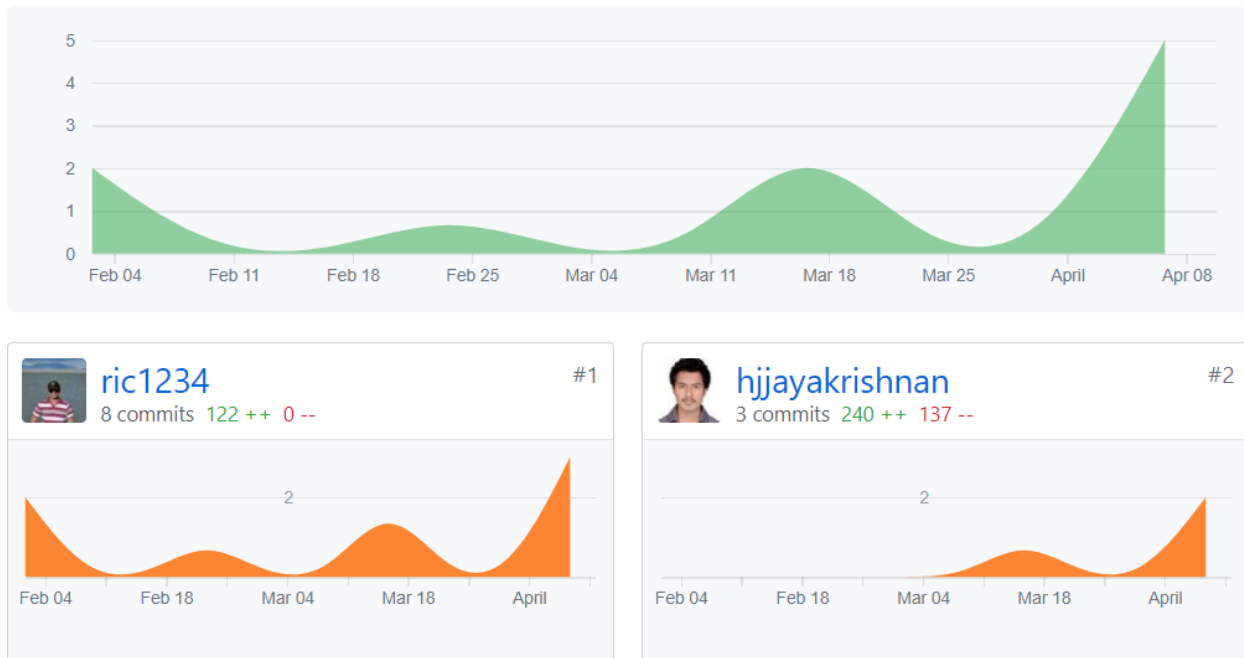 5
4
3
2
1
0
Feb 04 Feb 11 Feb 18 Feb 25 Mar 04 Mar 11 Mar 18 Mar 25 April Apr 08
ric1234 #1
8 commits 122 ++ 0 --
2
Feb 04 Feb 18 Mar 04 Mar 18 April
hjjayakrishnan #2
3 commits 240 ++ 137 --
2
Feb 04 Feb 18 Mar 04 Mar 18 April